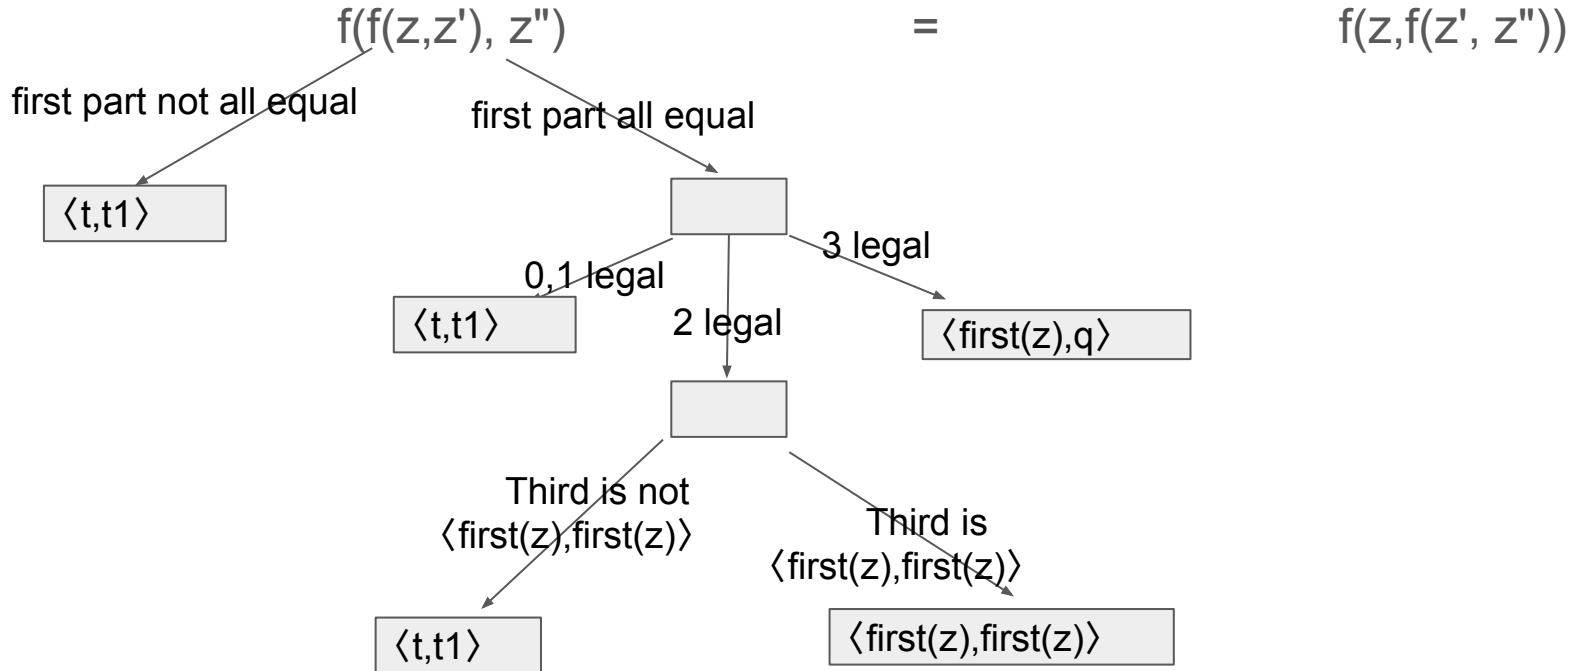 f(f(z,z'), z")
=
f(z,f(z', z"))
first part not all equal
first part all equal
〈t,t1〉
0,1 legal
3 legal
〈t,t1〉
2 legal
〈first(z),q〉
Third is not
〈first(z),first(z)〉
Third is
〈first(z),first(z)〉
〈t,t1〉
〈first(z),first(z)〉